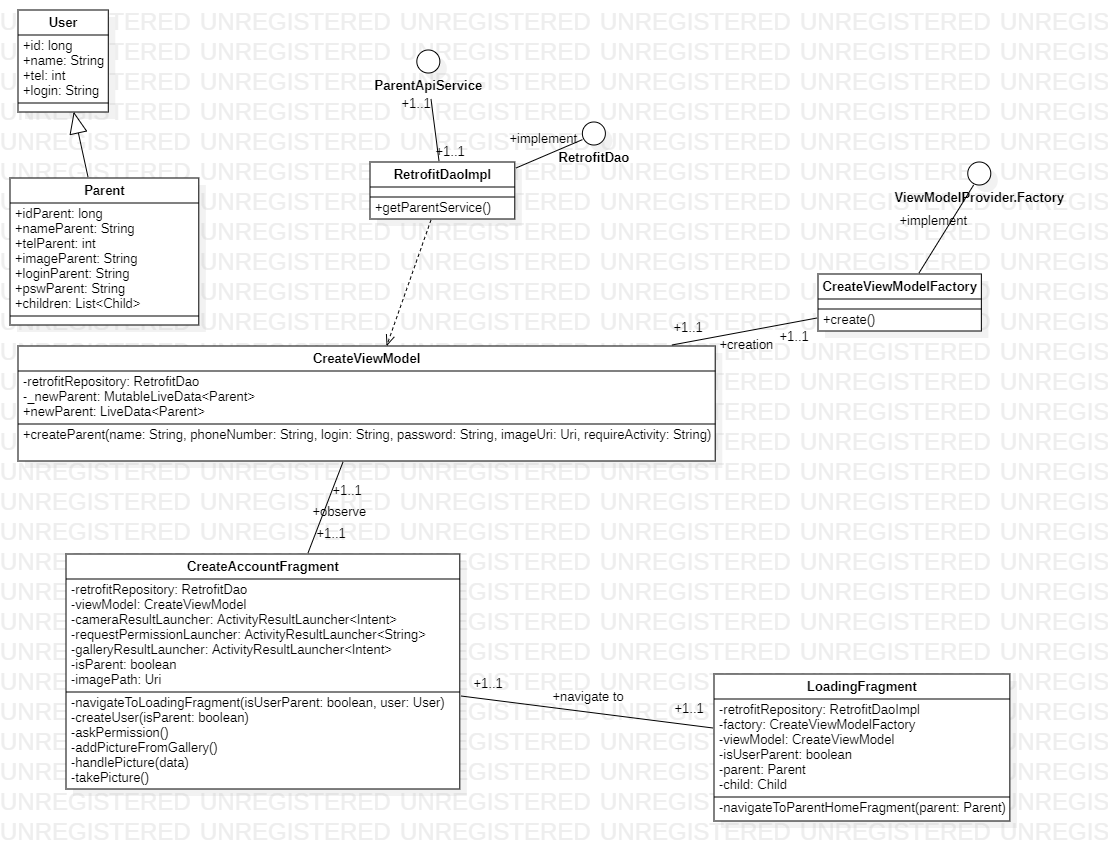 User
+id: long
+name: String
+tel: int
+login: String
ParentApiService
+1..1
+1..1
+implement
RetrofitDao
RetrofitDaoImpl
+getParentService()
ViewModelProvider.Factory
+implement
Parent
+idParent: long
+nameParent: String
+telParent: int
+imageParent: String
+loginParent: String
+pswParent: String
+children: List<Child>
CreateViewModelFactory
+create()
+1..1
+creation
+1..1
CreateViewModel
-retrofitRepository: RetrofitDao
-_newParent: MutableLiveData<Parent>
+newParent: LiveData<Parent>
+createParent(name: String, phoneNumber: String, login: String, password: String, imageUri: Uri, requireActivity: String)
+1..1
+observe
+1..1
CreateAccountFragment
-retrofitRepository: RetrofitDao
-viewModel: CreateViewModel
-cameraResultLauncher: ActivityResultLauncher<Intent>
-requestPermissionLauncher: ActivityResultLauncher<String>
-galleryResultLauncher: ActivityResultLauncher<Intent>
-isParent: boolean
-imagePath: Uri
-navigateToLoadingFragment(isUserParent: boolean, user: User)
-createUser(isParent: boolean)
-askPermission()
-addPictureFromGallery()
-handlePicture(data)
-takePicture()
+1..1
+navigate to
+1..1
LoadingFragment
-retrofitRepository: RetrofitDaoImpl
-factory: CreateViewModelFactory
-viewModel: CreateViewModel
-isUserParent: boolean
-parent: Parent
-child: Child
-navigateToParentHomeFragment(parent: Parent)
UNREGISTERED